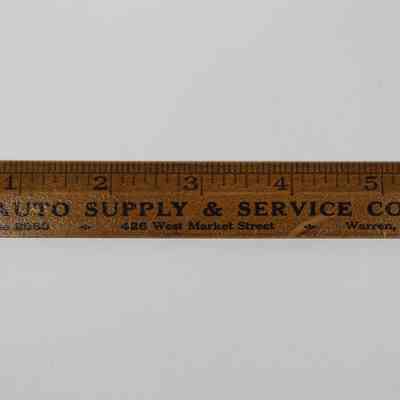 1 2 3 4 5
AUTO SUPPLY & SERVICE CO
426 West Market Street Warren,